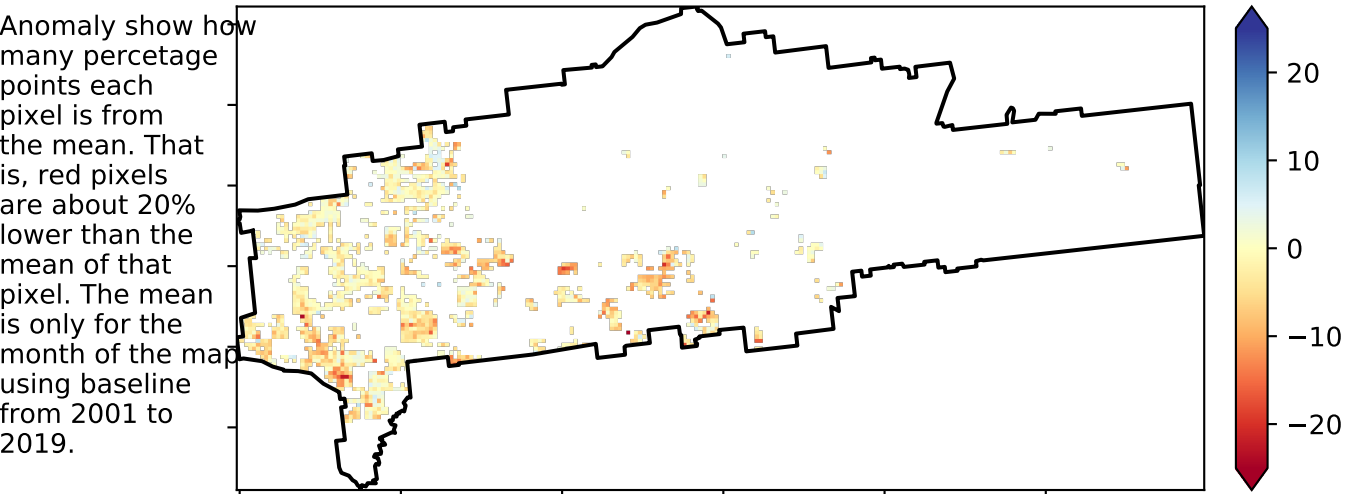 Anomaly show how
many percetage
points each
pixel is from
the mean. That
is, red pixels
are about 20%
lower than the
mean of that
pixel. The mean
is only for the
month of the map
using baseline
from 2001 to
2019.
20
10
0
−10
−20